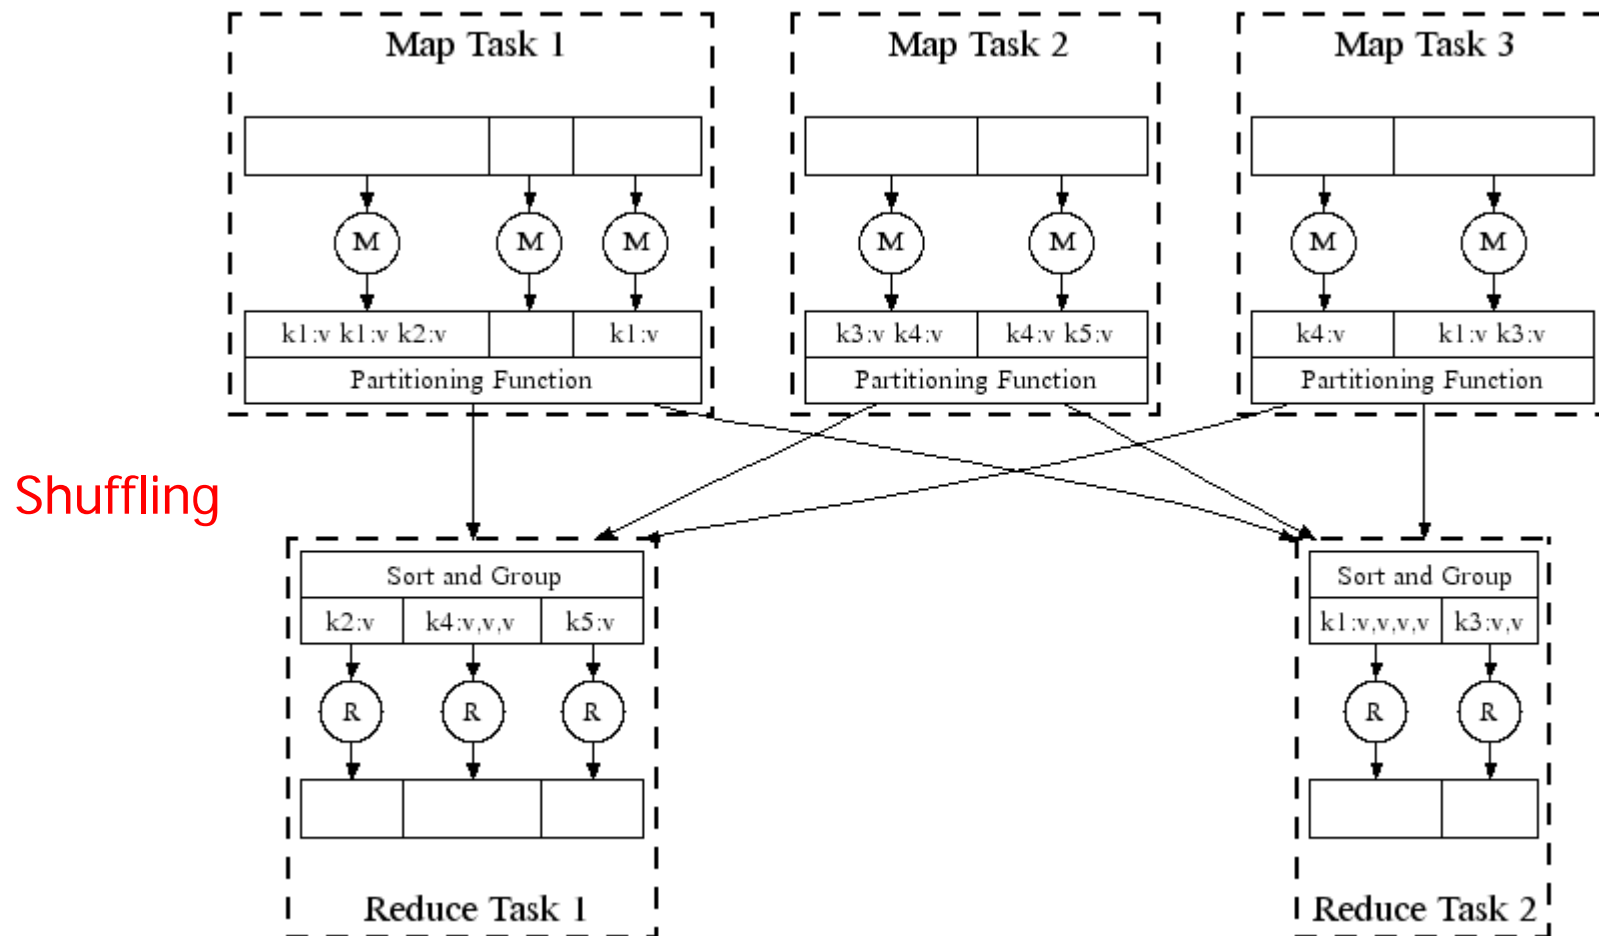 Map Task 1 Map Task 2 Map Task 3
M M M M M M M
k1:v k1:v k2:v k1:v k3:v k4:v k4:v k5:v k4:v k1:v k3:v
Partitioning Function Partitioning Function Partitioning Function
Shuffling
Sort and Group Sort and Group
k2:v k4:v,v,v k5:v k1:v,v,v,v k3:v,v
R R R R R
Reduce Task 1 Reduce Task 2